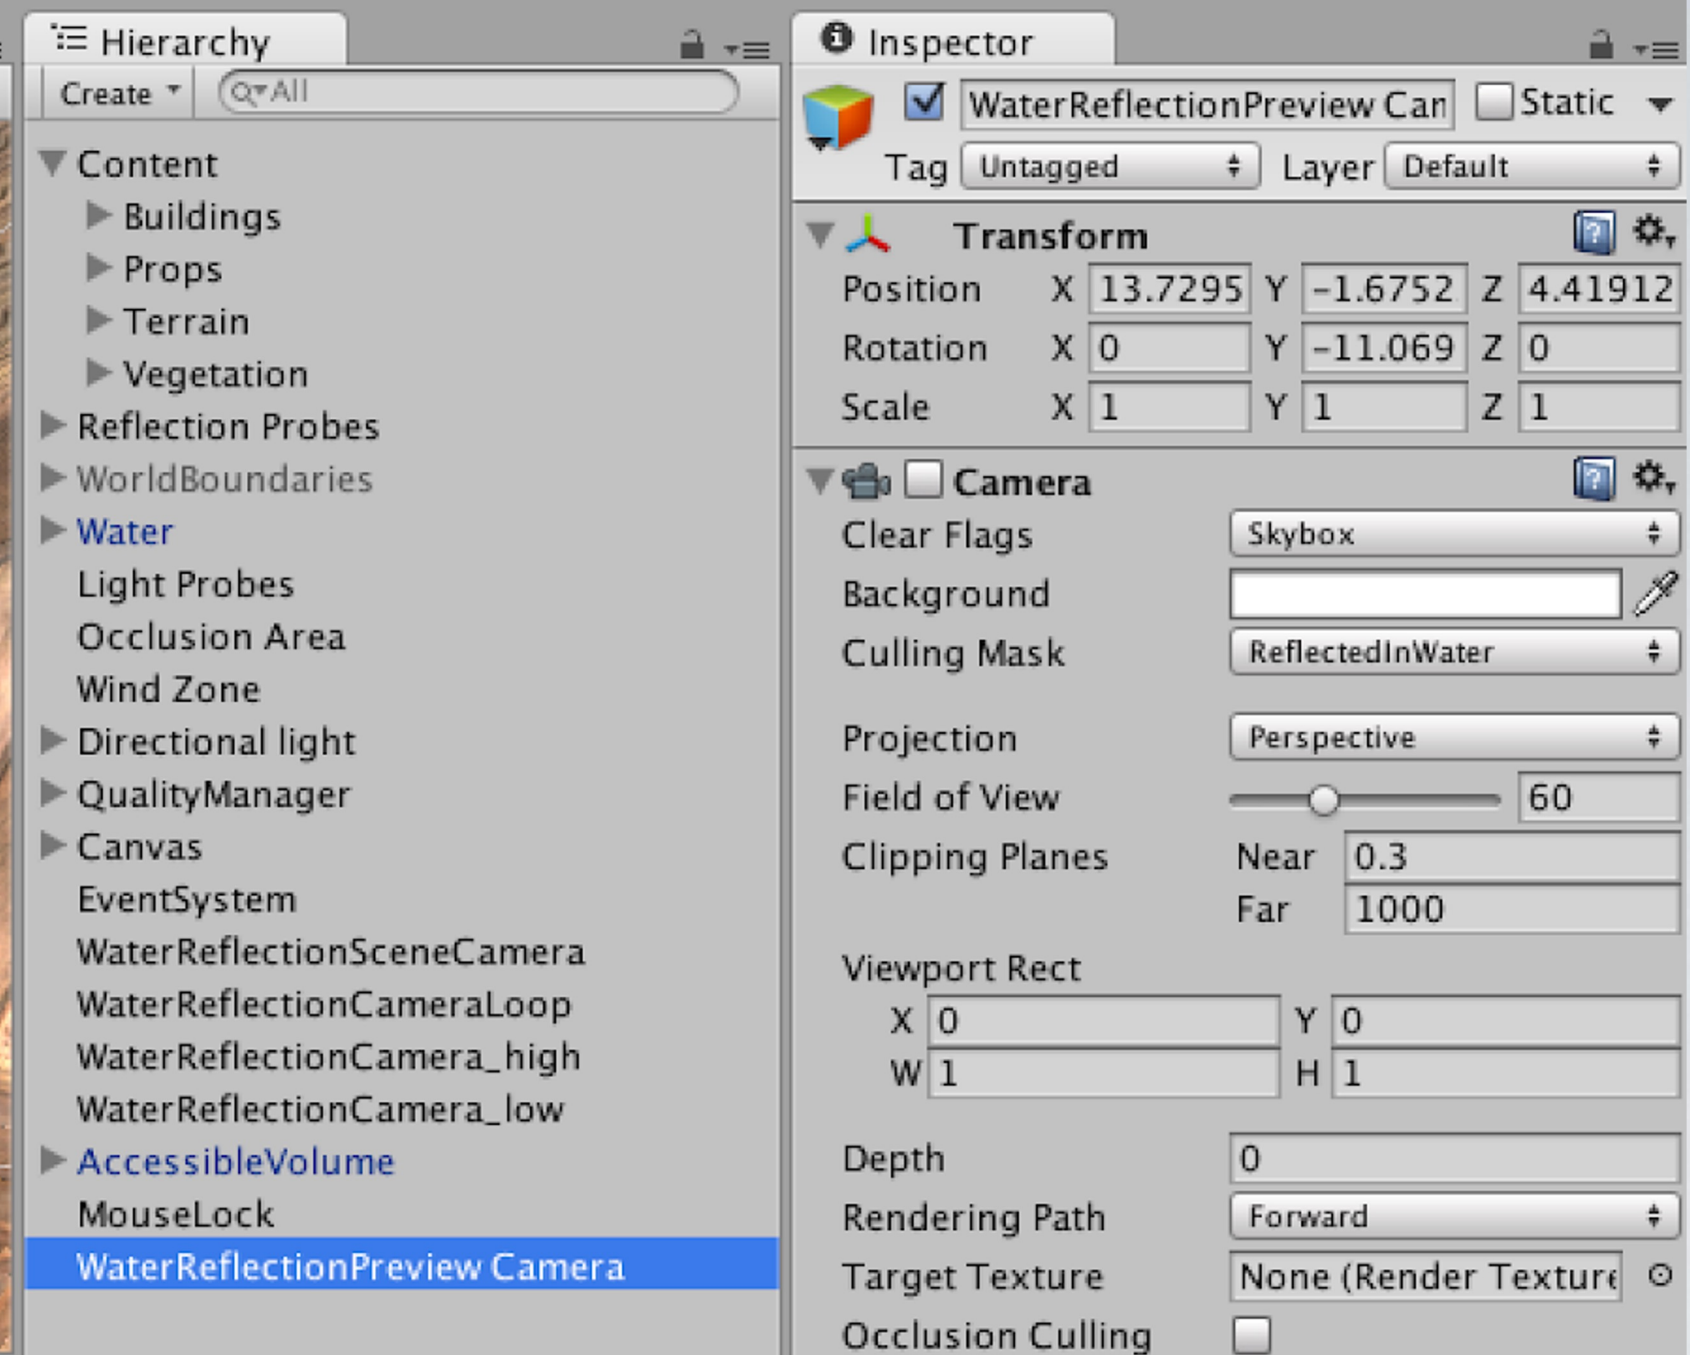 Hierarchy
Create
All
Content
Buildings
Props
Terrain
Vegetation
Reflection Probes
WorldBoundaries
Water
Light Probes
Occlusion Area
Wind Zone
Directional light
QualityManager
Canvas
EventSystem
WaterReflectionSceneCamera
WaterReflectionCameraLoop
WaterReflectionCamera_high
WaterReflectionCamera_low
AccessibleVolume
MouseLock
WaterReflectionPreview Camera
Inspector
WaterReflectionPreview Cam Static
Tag Untagged Layer Default
Transform
Position X 13.7295 Y -1.6752 Z 4.41912
Rotation X 0 Y -11.069 Z 0
Scale X 1 Y 1 Z 1
Camera
Clear Flags Skybox
Background
Culling Mask ReflectedInWater
Projection Perspective
Field of View 60
Clipping Planes Near 0.3
Far 1000
Viewport Rect
X 0 Y 0
W 1 H 1
Depth 0
Rendering Path Forward
Target Texture None (Render Texture
Occlusion Culling